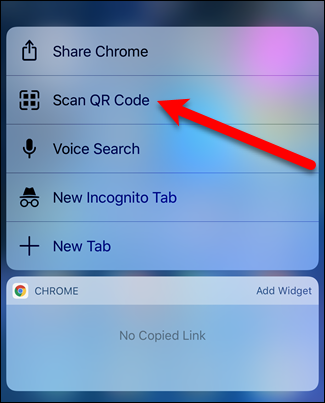 Share Chrome
Scan QR Code
Voice Search
New Incognito Tab
New Tab
CHROME Add Widget
No Copied Link